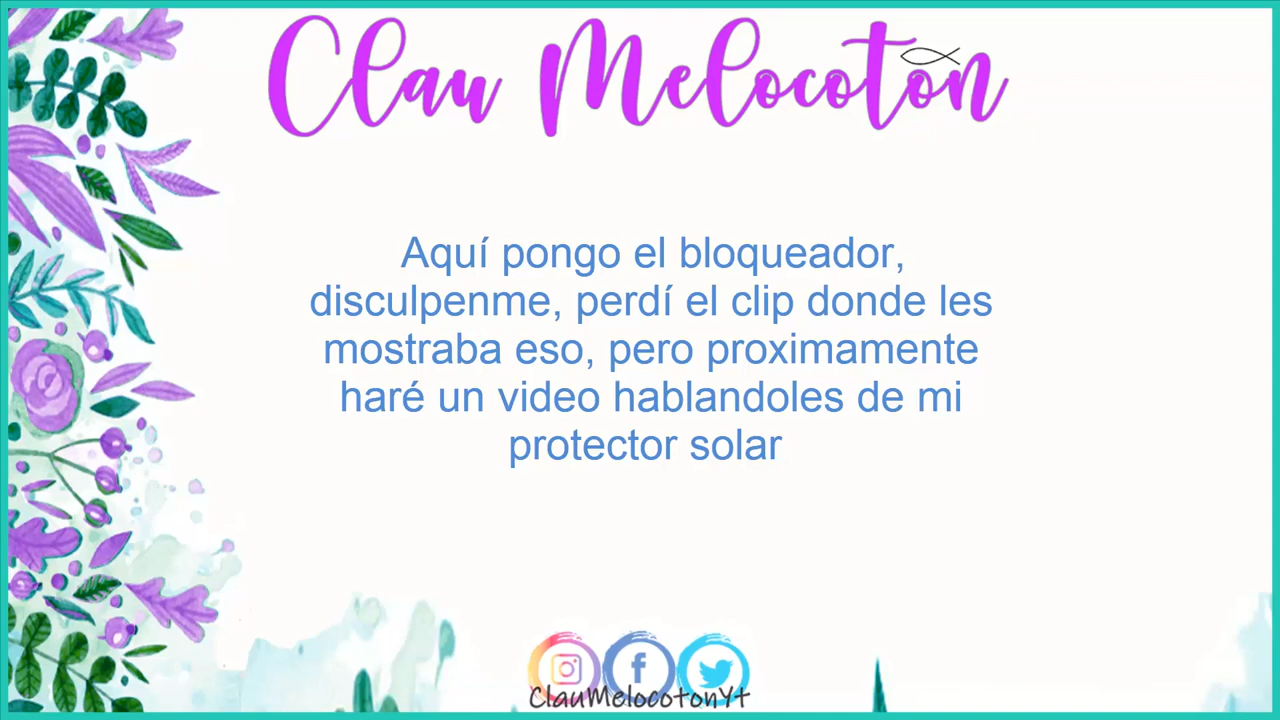 Clau Melocoton
Aquí pongo el bloqueador,
disculpenme, perdí el clip donde les
mostraba eso, pero proximamente
haré un video hablandoles de mi
protector solar
ClauMelocotonYt